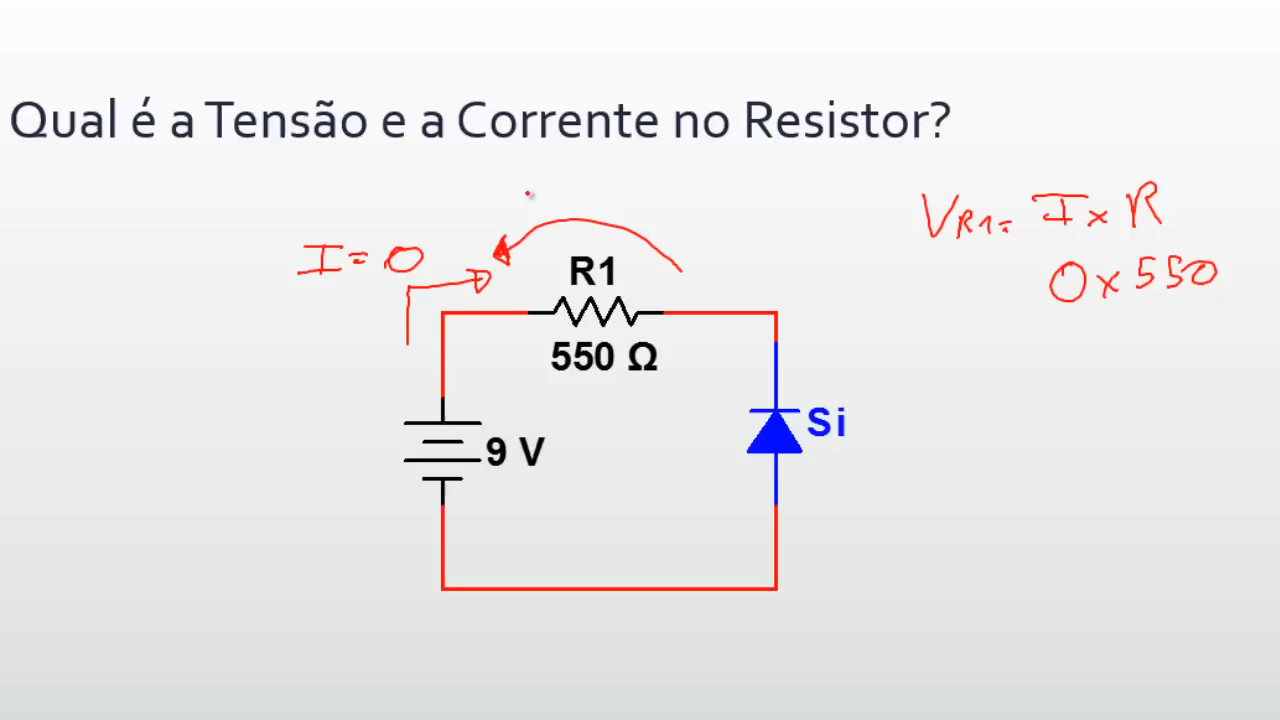 Qual é a Tensão e a Corrente no Resistor?
VR1= I x R
I = 0
0 x 550
R1
550 Ω
Si
9 V